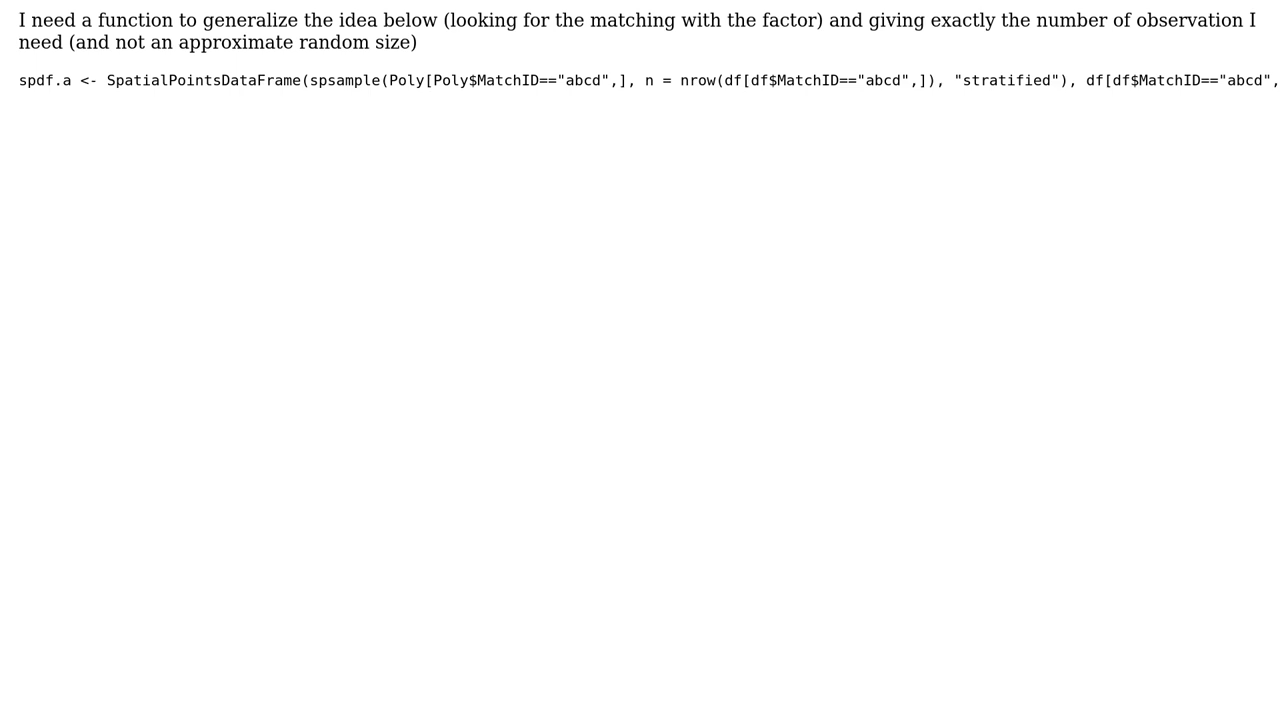 I need a function to generalize the idea below (looking for the matching with the factor) and giving exactly the number of observation I
need (and not an approximate random size)
spdf.a <- SpatialPointsDataFrame(spsample(Poly[Poly$MatchID=="abcd",], n = nrow(df[df$MatchID=="abcd",]), "stratified"), df[df$MatchID=="abcd",